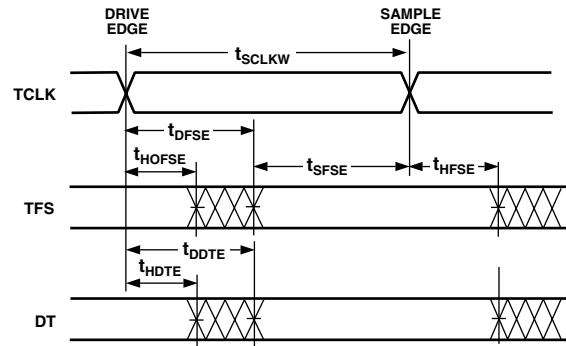 DRIVE
EDGE
SAMPLE
EDGE
tSCLKW
TCLK
tDFSE
tHOFSE
tSFSE
tHFSE
TFS
tDDTE
tHDTE
DT